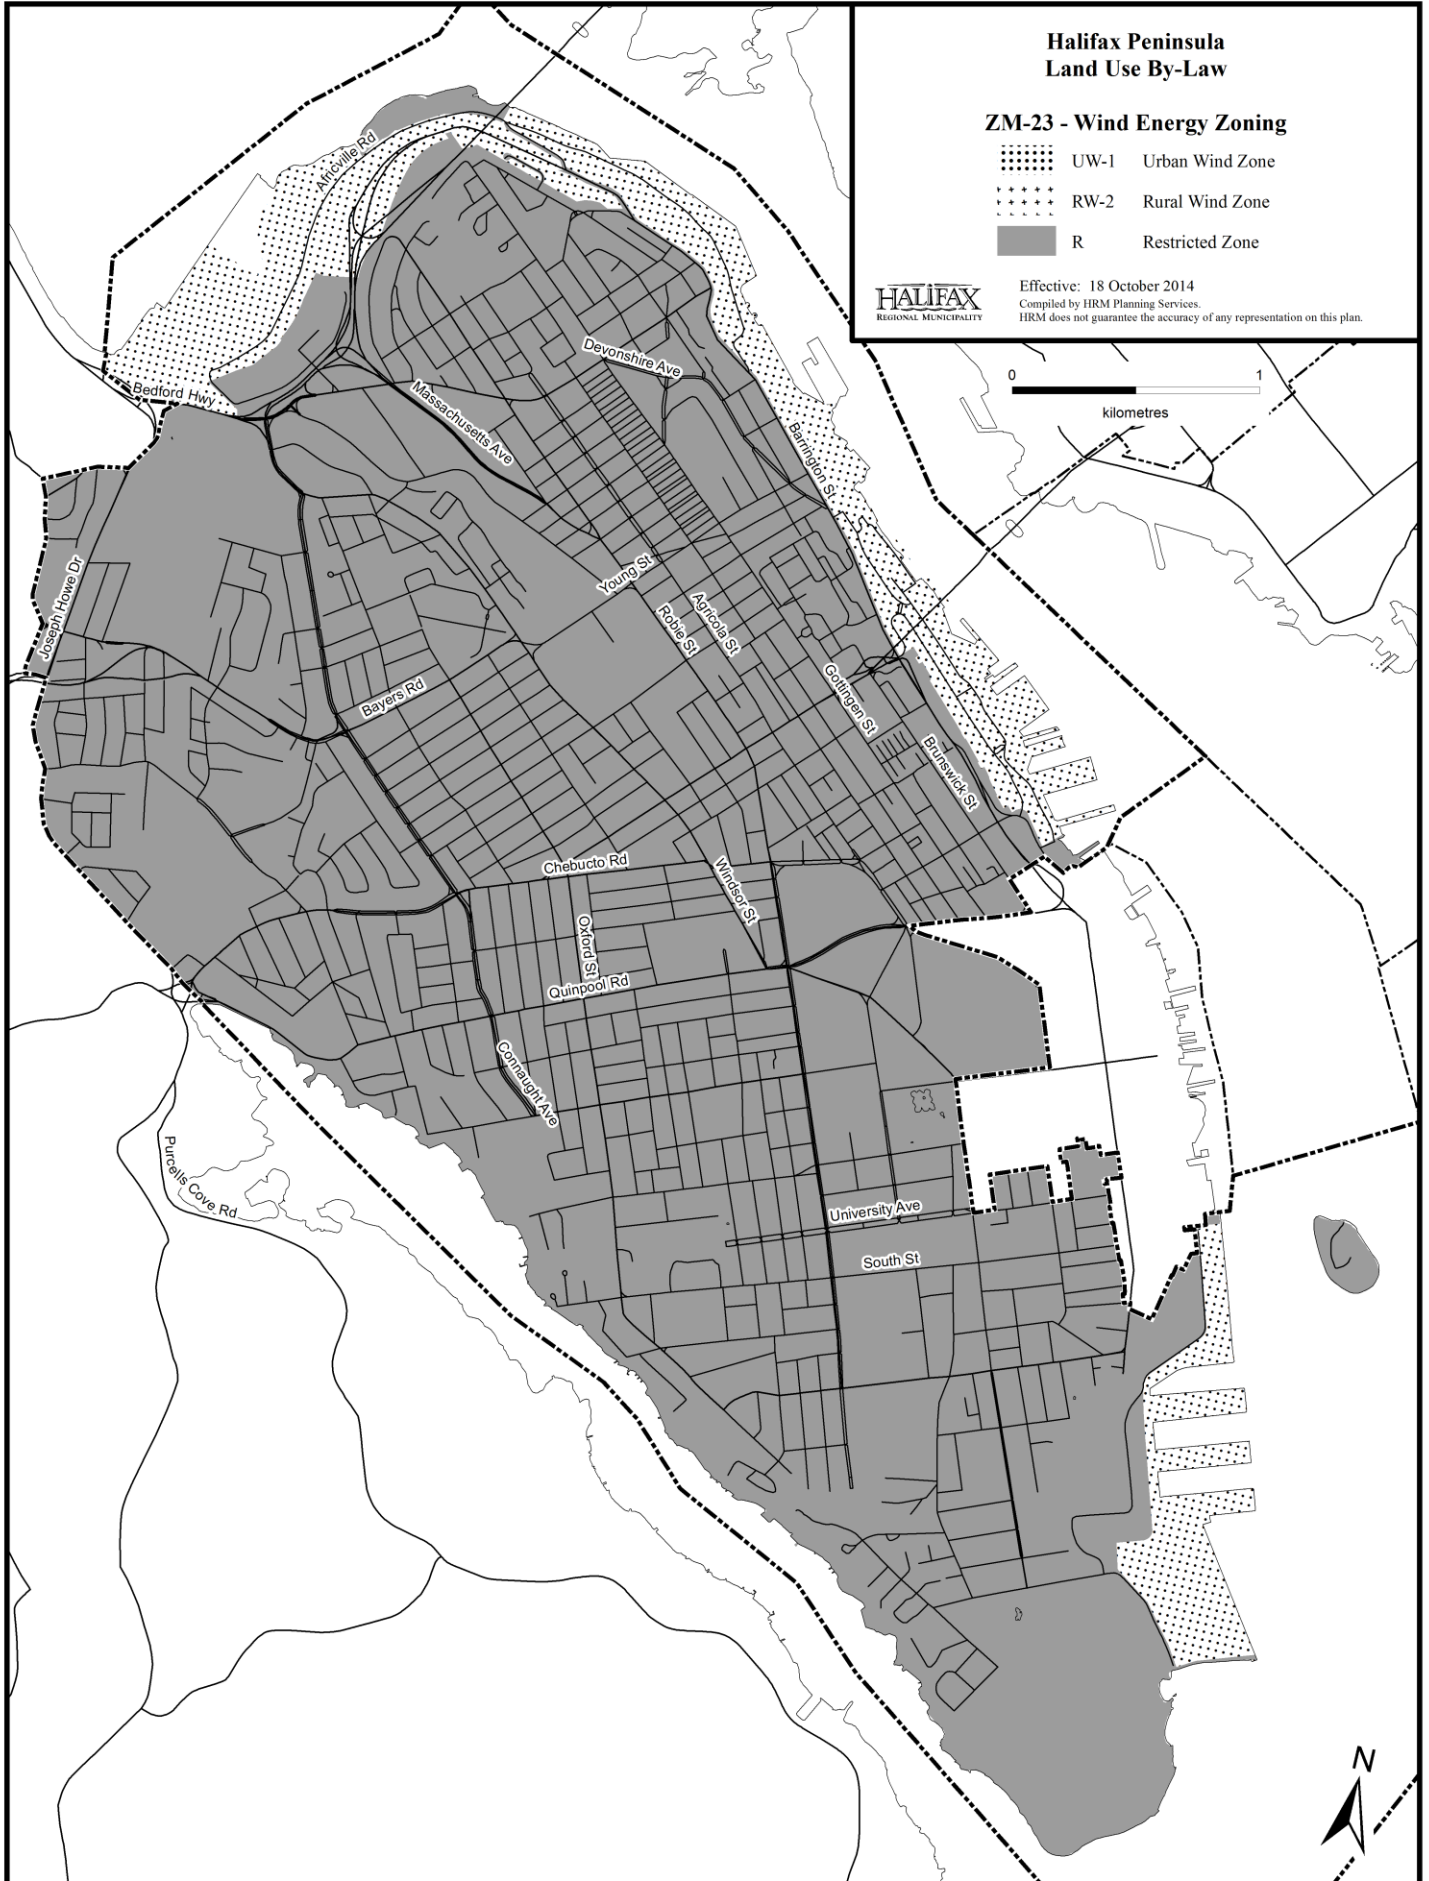 Halifax Peninsula
Land Use By-Law
ZM-23 - Wind Energy Zoning
UW-1 Urban Wind Zone
RW-2 Rural Wind Zone
R Restricted Zone
HALIFAX
REGIONAL MUNICIPALITY
Effective: 18 October 2014
Compiled by HRM Planning Services.
HRM does not guarantee the accuracy of any representation on this plan.
0 1
kilometres
Africville Rd
Bedford Hwy
Devonshire Ave
Massachusetts Ave
Barrington St
Joseph Howe Dr
Young St
Robie St
Agricola St
Bayers Rd
Gottingen St
Brunswick St
Chebucto Rd
Windsor St
Oxford St
Quinpool Rd
Connaught Ave
Purcells Cove Rd
University Ave
South St
N